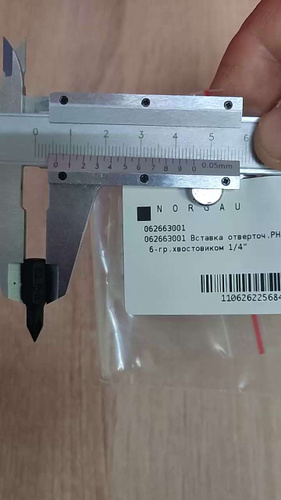 0 1 2 3 4 5 6
0 1 2 3 4 5 6 7 8 9 0 0.05mm
NORGAU
062663001
062663001 Вставка отверточ.PH
6-гр.хвостовиком 1/4"
11062622568